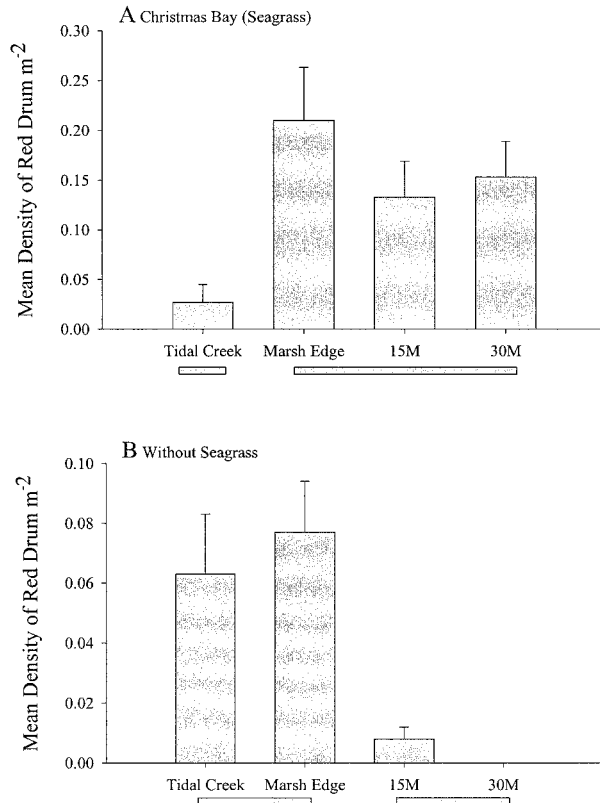 A Christmas Bay (Seagrass)
Mean Density of Red Drum m-2
0.30
0.25
0.20
0.15
0.10
0.05
0.00
Tidal Creek Marsh Edge 15M 30M
B Without Seagrass
Mean Density of Red Drum m-2
0.10
0.08
0.06
0.04
0.02
0.00
Tidal Creek Marsh Edge 15M 30M